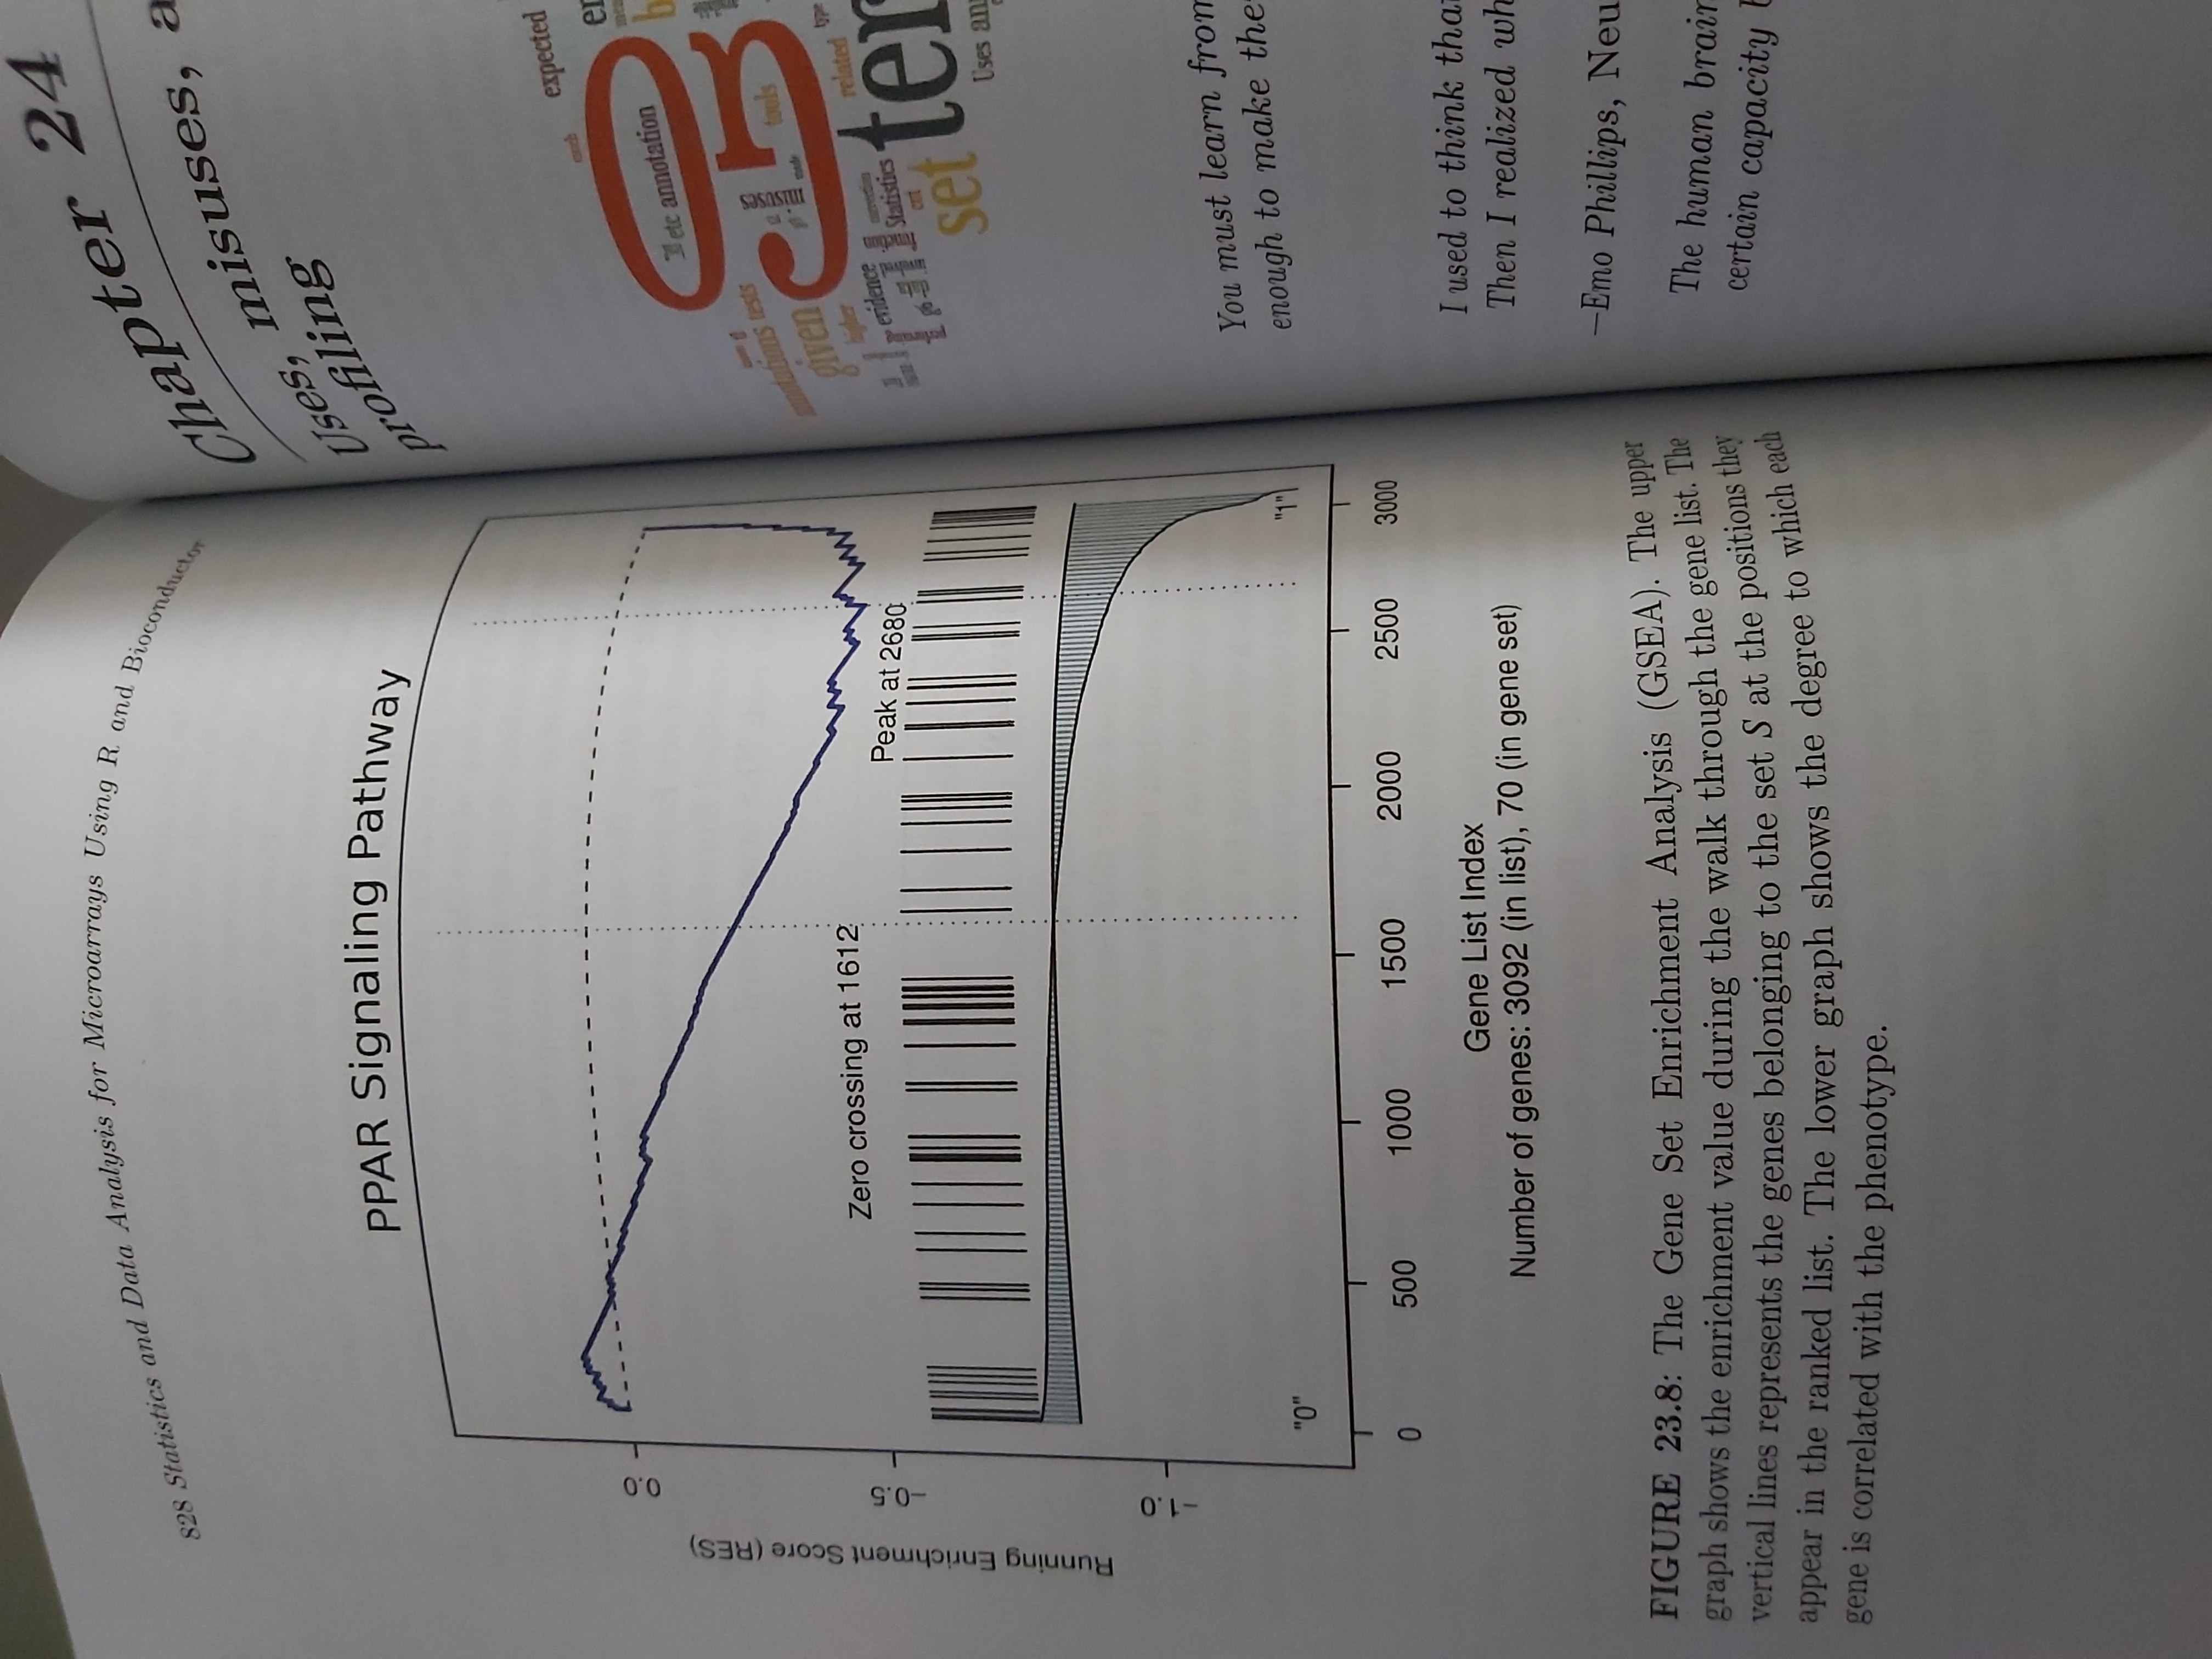 828 Statistics and Data Analysis for Microarrays Using R and Bioconductor
PPAR Signaling Pathway
Running Enrichment Score (RES)
0.0
−0.5
−1.0
Zero crossing at 1612
Peak at 2680
"0"
"1"
0 500 1000 1500 2000 2500 3000
Gene List Index
Number of genes: 3092 (in list), 70 (in gene set)
FIGURE 23.8: The Gene Set Enrichment Analysis (GSEA). The upper
graph shows the enrichment value during the walk through the gene list. The
vertical lines represents the genes belonging to the set S at the positions they
appear in the ranked list. The lower graph shows the degree to which each
gene is correlated with the phenotype.
Chapter 24
Uses, misuses, a
profiling
expected
etc annotation
annotations tests
given
misuses
tools
higher
related
type
evidence
Statistics
function
data
set
ter
Uses an
You must learn from
enough to make the
I used to think tha
Then I realized wh
—Emo Phillips, Neu
The human brain
certain capacity